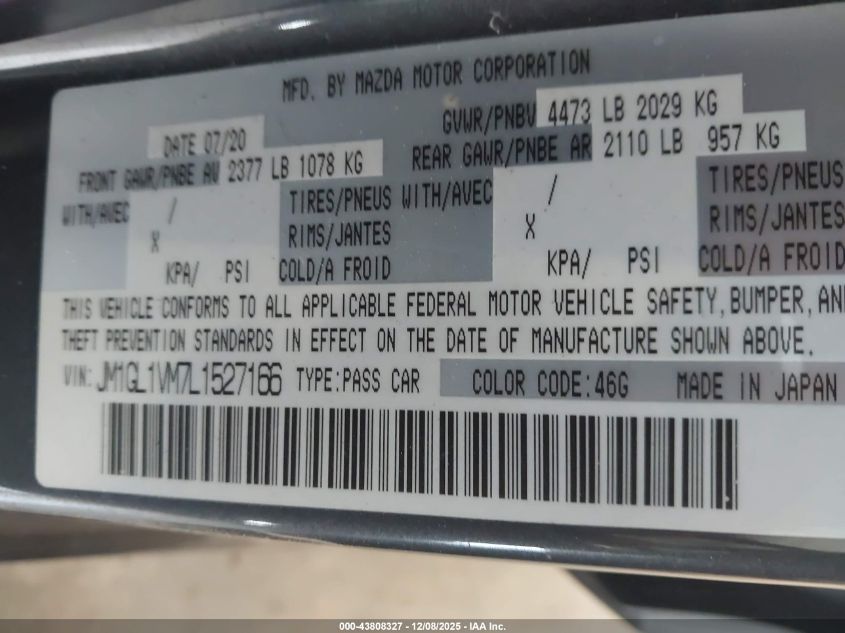 MFD. BY MAZDA MOTOR CORPORATION
DATE 07/20 GVWR/PNBV 4473 LB 2029 KG
FRONT GAWR/PNBE AV 2377 LB 1078 KG REAR GAWR/PNBE AR 2110 LB 957 KG
WITH/AVEC / TIRES/PNEUS WITH/AVEC / TIRES/PNEUS
X RIMS/JANTES X RIMS/JANTES
KPA/ PSI COLD/A FROID KPA/ PSI COLD/A FROID
THIS VEHICLE CONFORMS TO ALL APPLICABLE FEDERAL MOTOR VEHICLE SAFETY, BUMPER, AN
THEFT PREVENTION STANDARDS IN EFFECT ON THE DATE OF MANUFACTURE SHOWN ABOVE.
VIN: JM1GL1VM7L1527166 TYPE:PASS CAR COLOR CODE:46G MADE IN JAPAN
000-43808327 - 12/08/2025 - IAA Inc.